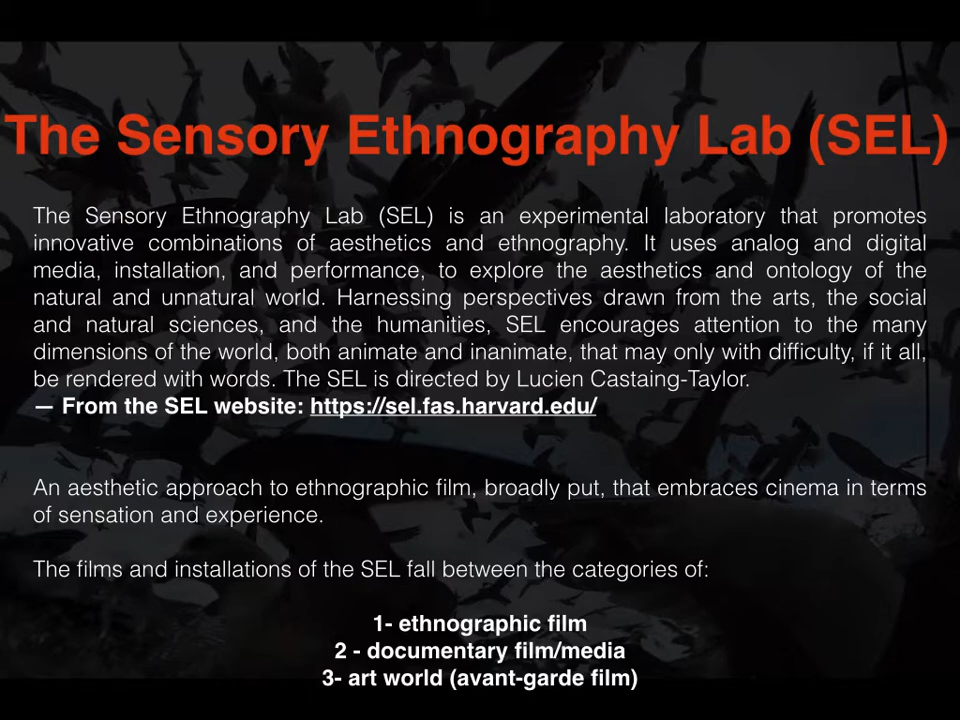 The Sensory Ethnography Lab (SEL)
The Sensory Ethnography Lab (SEL) is an experimental laboratory that promotes
innovative combinations of aesthetics and ethnography. It uses analog and digital
media, installation, and performance, to explore the aesthetics and ontology of the
natural and unnatural world. Harnessing perspectives drawn from the arts, the social
and natural sciences, and the humanities, SEL encourages attention to the many
dimensions of the world, both animate and inanimate, that may only with difficulty, if it all,
be rendered with words. The SEL is directed by Lucien Castaing-Taylor.
— From the SEL website: https://sel.fas.harvard.edu/
An aesthetic approach to ethnographic film, broadly put, that embraces cinema in terms
of sensation and experience.
The films and installations of the SEL fall between the categories of:
1- ethnographic film
2 - documentary film/media
3- art world (avant-garde film)